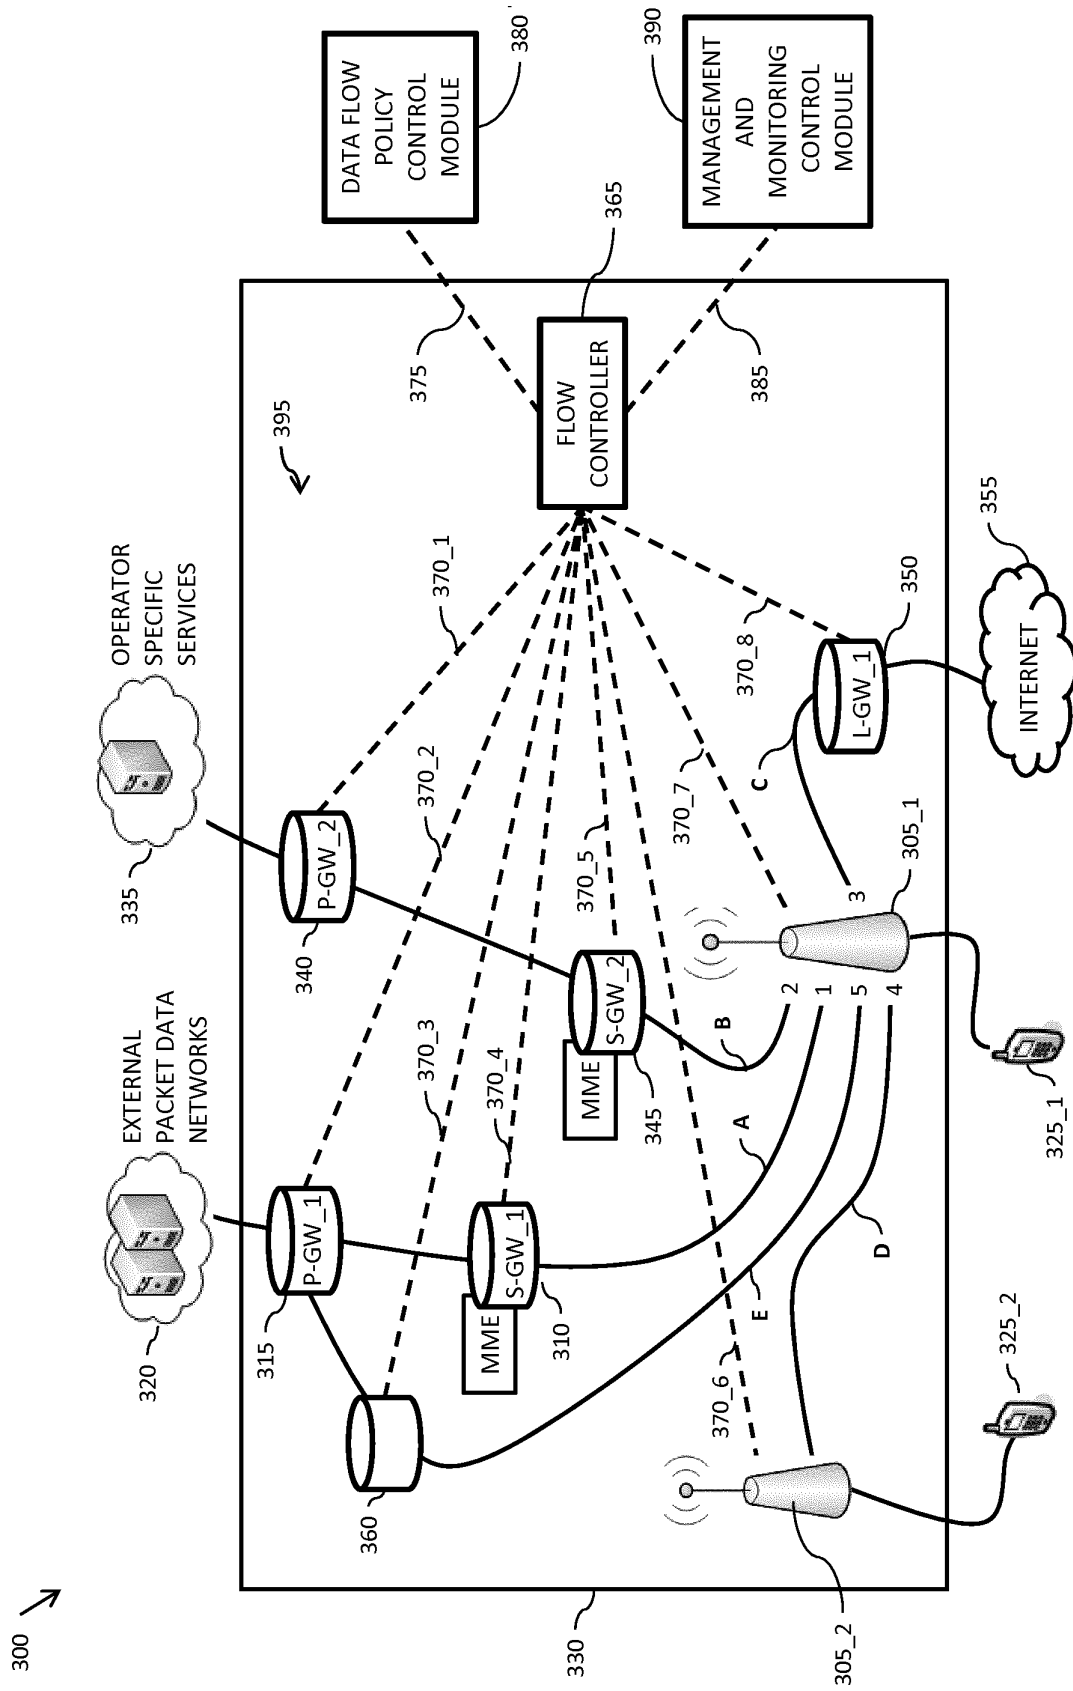 300
330
320
EXTERNAL
PACKET DATA
NETWORKS
335
OPERATOR
SPECIFIC
SERVICES
395
315
P-GW_1
340
P-GW_2
370_1
370_2
370_3
370_4
370_5
370_6
370_7
370_8
360
MME
S-GW_1
310
MME
S-GW_2
345
FLOW
CONTROLLER
365
375
385
DATA FLOW
POLICY
CONTROL
MODULE
380
MANAGEMENT
AND
MONITORING
CONTROL
MODULE
390
A
B
C
D
E
2
1
5
4
3
305_1
305_2
L-GW_1
350
INTERNET
355
325_1
325_2